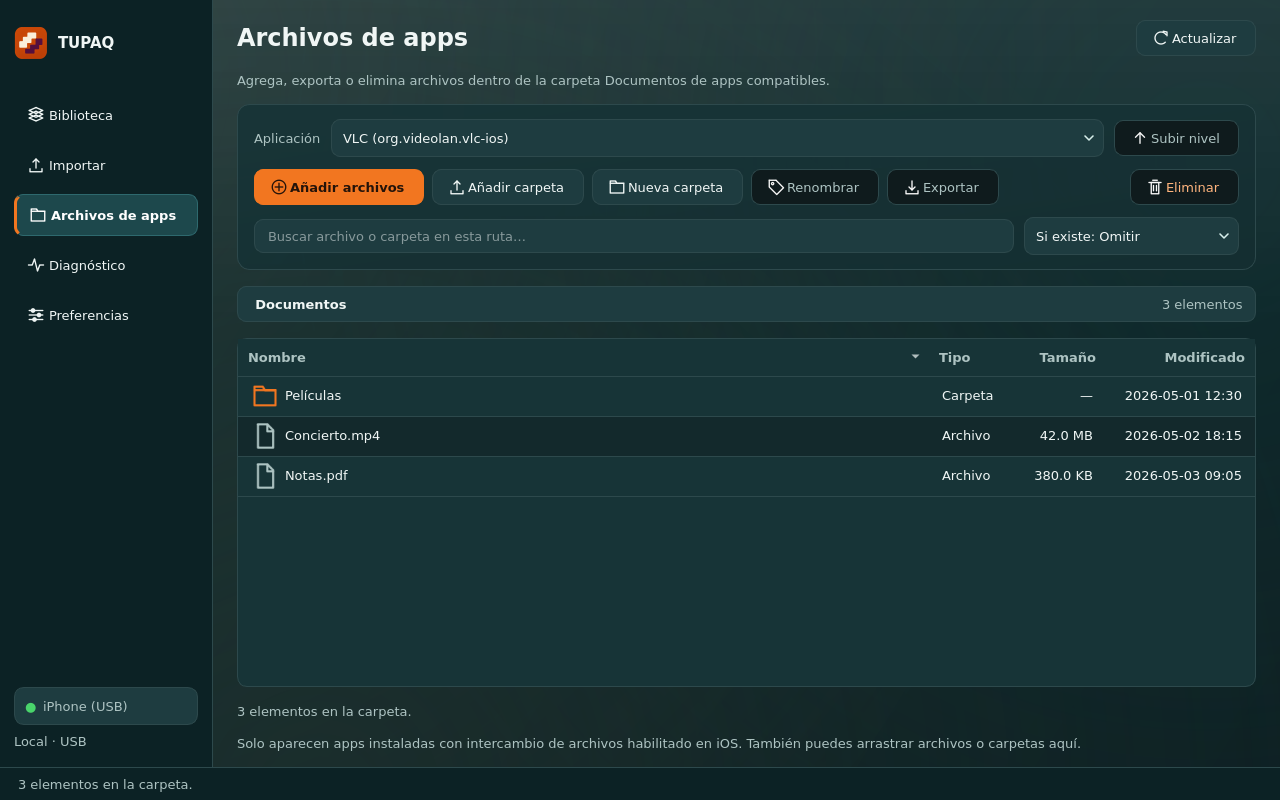 TUPAQ
Biblioteca
Importar
Archivos de apps
Diagnóstico
Preferencias
iPhone (USB)
Local · USB
Archivos de apps
Actualizar
Agrega, exporta o elimina archivos dentro de la carpeta Documentos de apps compatibles.
Aplicación VLC (org.videolan.vlc-ios) Subir nivel
Añadir archivos Añadir carpeta Nueva carpeta Renombrar Exportar Eliminar
Buscar archivo o carpeta en esta ruta... Si existe: Omitir
Documentos 3 elementos
Nombre Tipo Tamaño Modificado
Películas Carpeta — 2026-05-01 12:30
Concierto.mp4 Archivo 42.0 MB 2026-05-02 18:15
Notas.pdf Archivo 380.0 KB 2026-05-03 09:05
3 elementos en la carpeta.
Solo aparecen apps instaladas con intercambio de archivos habilitado en iOS. También puedes arrastrar archivos o carpetas aquí.
3 elementos en la carpeta.